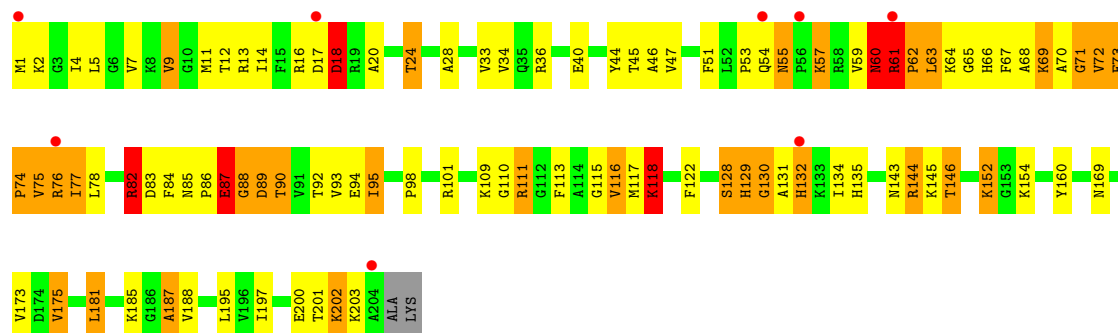 M1 K2 G3 I4 L5 G6 V7 K8 V9 G10 M11 T12 R13 I14 F15 R16 D17 D18 R19 A20 T24 A28 V33 V34 Q35 R36 E40 Y44 T45 A46 V47 F51 L52 P53 Q54 N55 P56 K57 R58 V59 N60 R61 P62 L63 K64 G65 H66 F67 A68 K69 A70 G71 V72 E73
P74 V75 R76 I77 L78 R82 D83 F84 N85 P86 E87 G88 D89 T90 V91 T92 V93 E94 I95 P98 R101 K109 G110 R111 G112 F113 A114 G115 V116 M117 K118 F122 S128 H129 G130 A131 H132 K133 I134 H135 N143 R144 K145 T146 K152 G153 K154 Y160 N169
V173 D174 V175 L181 K185 G186 A187 V188 L195 V196 I197 E200 T201 K202 K203 A204 ALA LYS